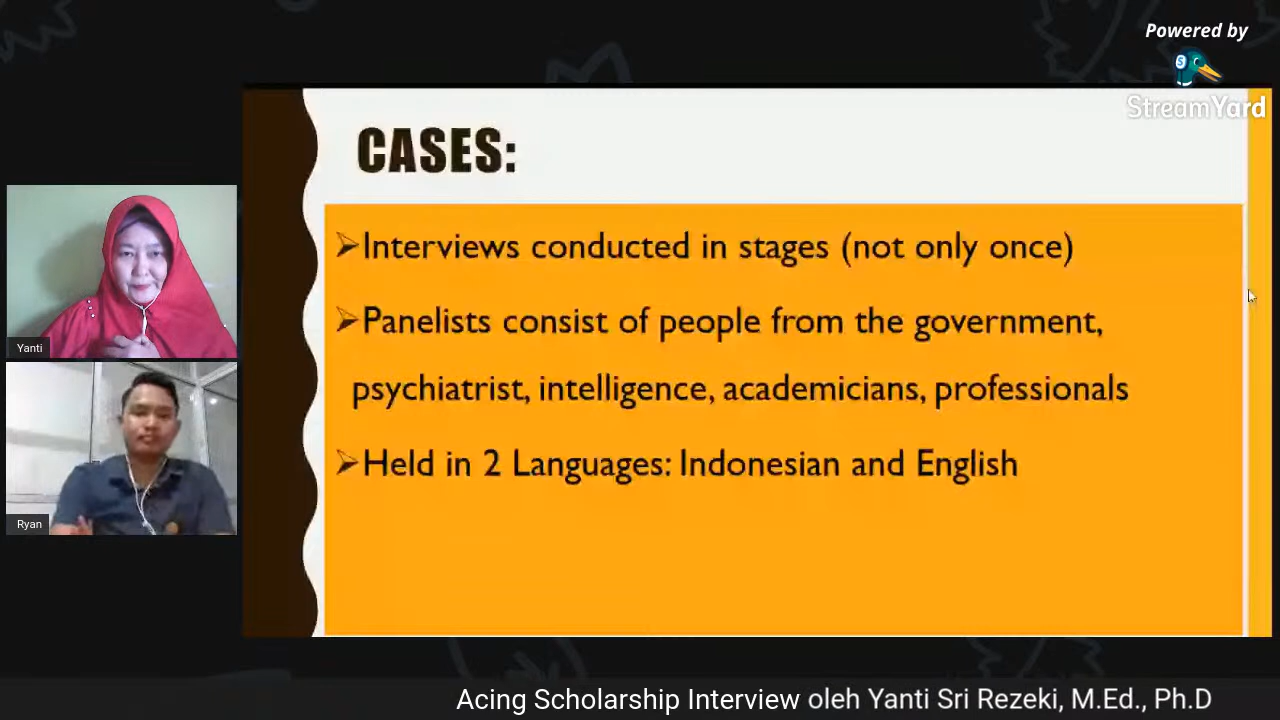 Powered by
StreamYard
CASES:
Interviews conducted in stages (not only once)
Panelists consist of people from the government,
psychiatrist, intelligence, academicians, professionals
Held in 2 Languages: Indonesian and English
Yanti
Ryan
Acing Scholarship Interview oleh Yanti Sri Rezeki, M.Ed., Ph.D